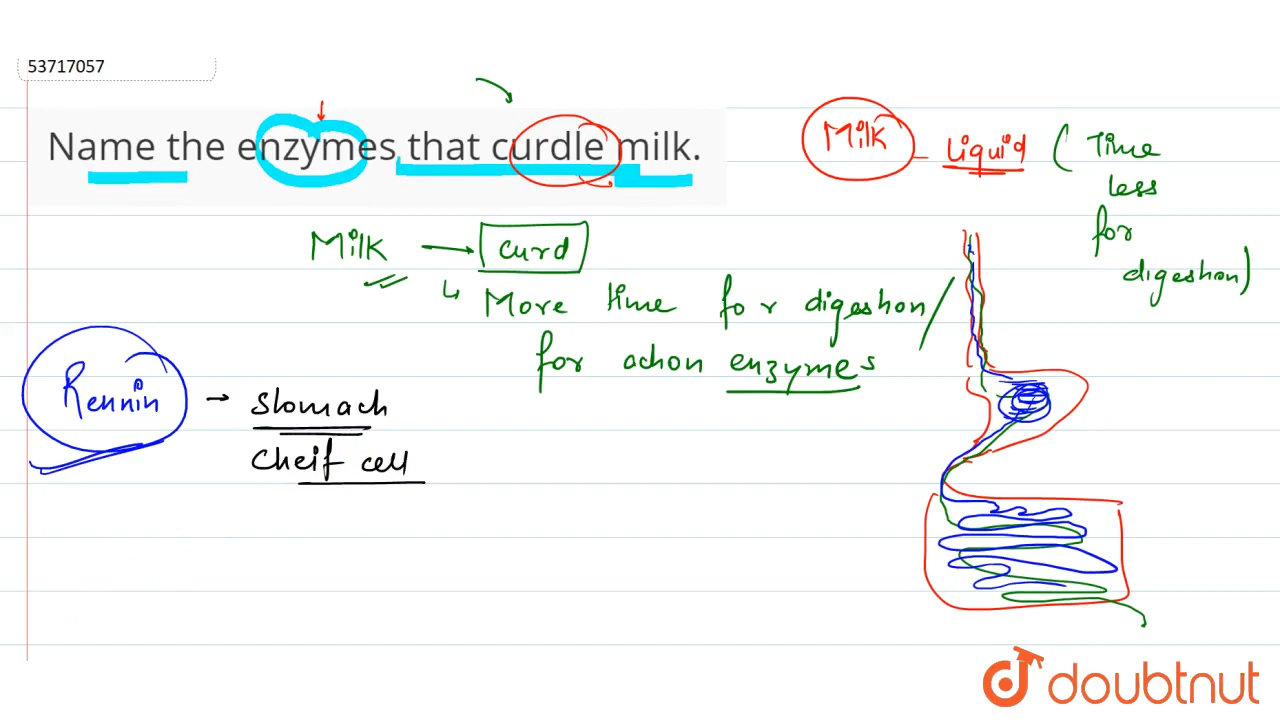 53717057
Name the enzymes that curdle milk.
Milk - Liquid ( Time
less
for
digestion)
Milk → curd
↳ More time for digestion /
for action enzymes
Rennin → Stomach
Cheif cell
doubtnut